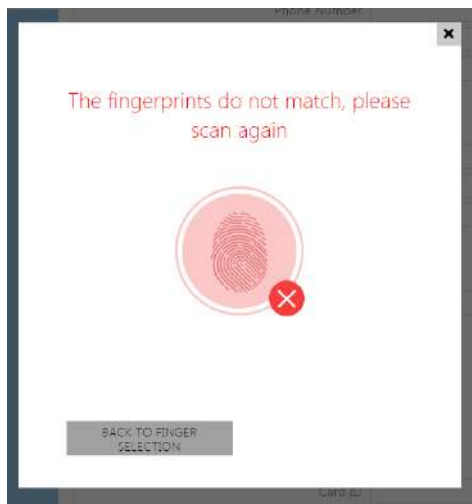 Phone Number
The fingerprints do not match, please
scan again
BACK TO FINGER
SELECTION
Card ID